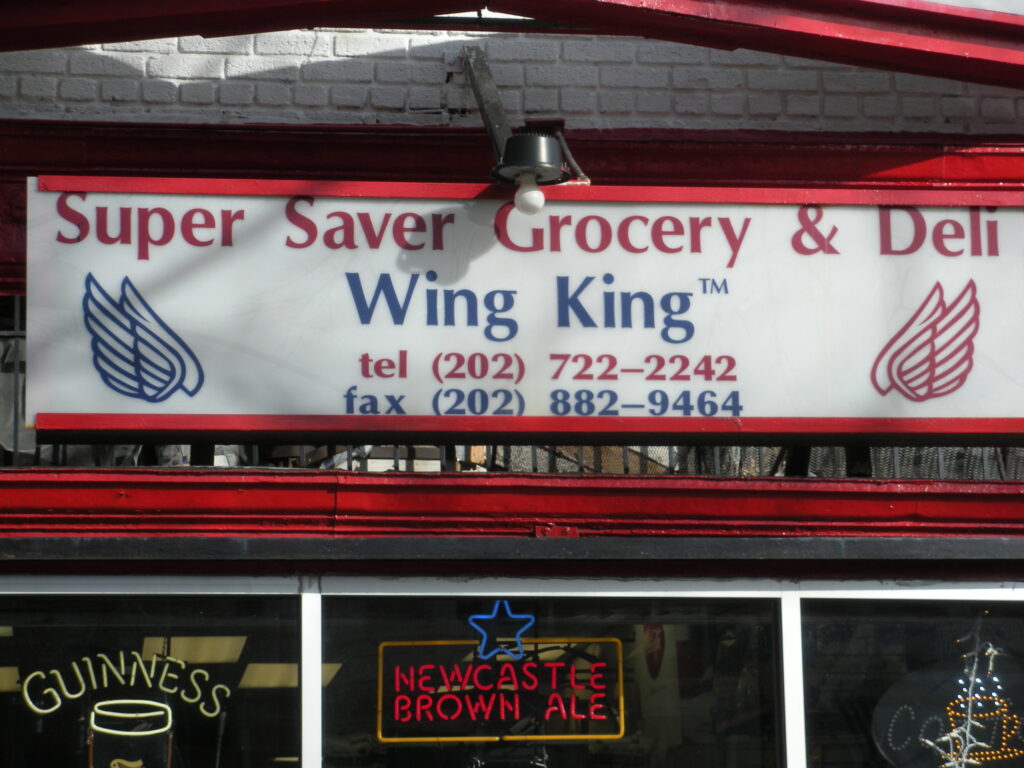 Super Saver Grocery & Deli
Wing King™
tel (202) 722–2242
fax (202) 882–9464
GUINNESS
NEWCASTLE
BROWN ALE